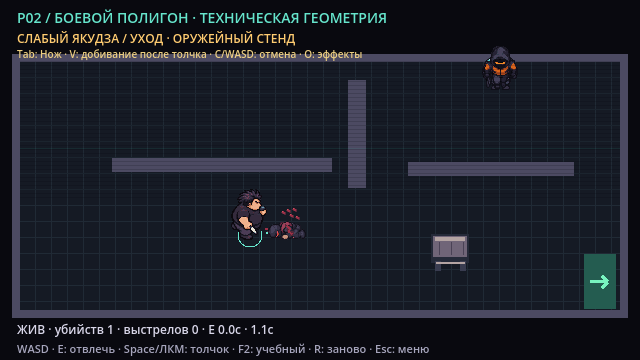 P02 / БОЕВОЙ ПОЛИГОН · ТЕХНИЧЕСКАЯ ГЕОМЕТРИЯ
СЛАБЫЙ ЯКУДЗА / УХОД · ОРУЖЕЙНЫЙ СТЕНД
Tab: Нож · V: добивание после толчка · C/WASD: отмена · O: эффекты
ЖИВ · убийств 1 · выстрелов 0 · E 0.0с · 1.1с
WASD · E: отвлечь · Space/ЛКМ: толчок · F2: учебный · R: заново · Esc: меню